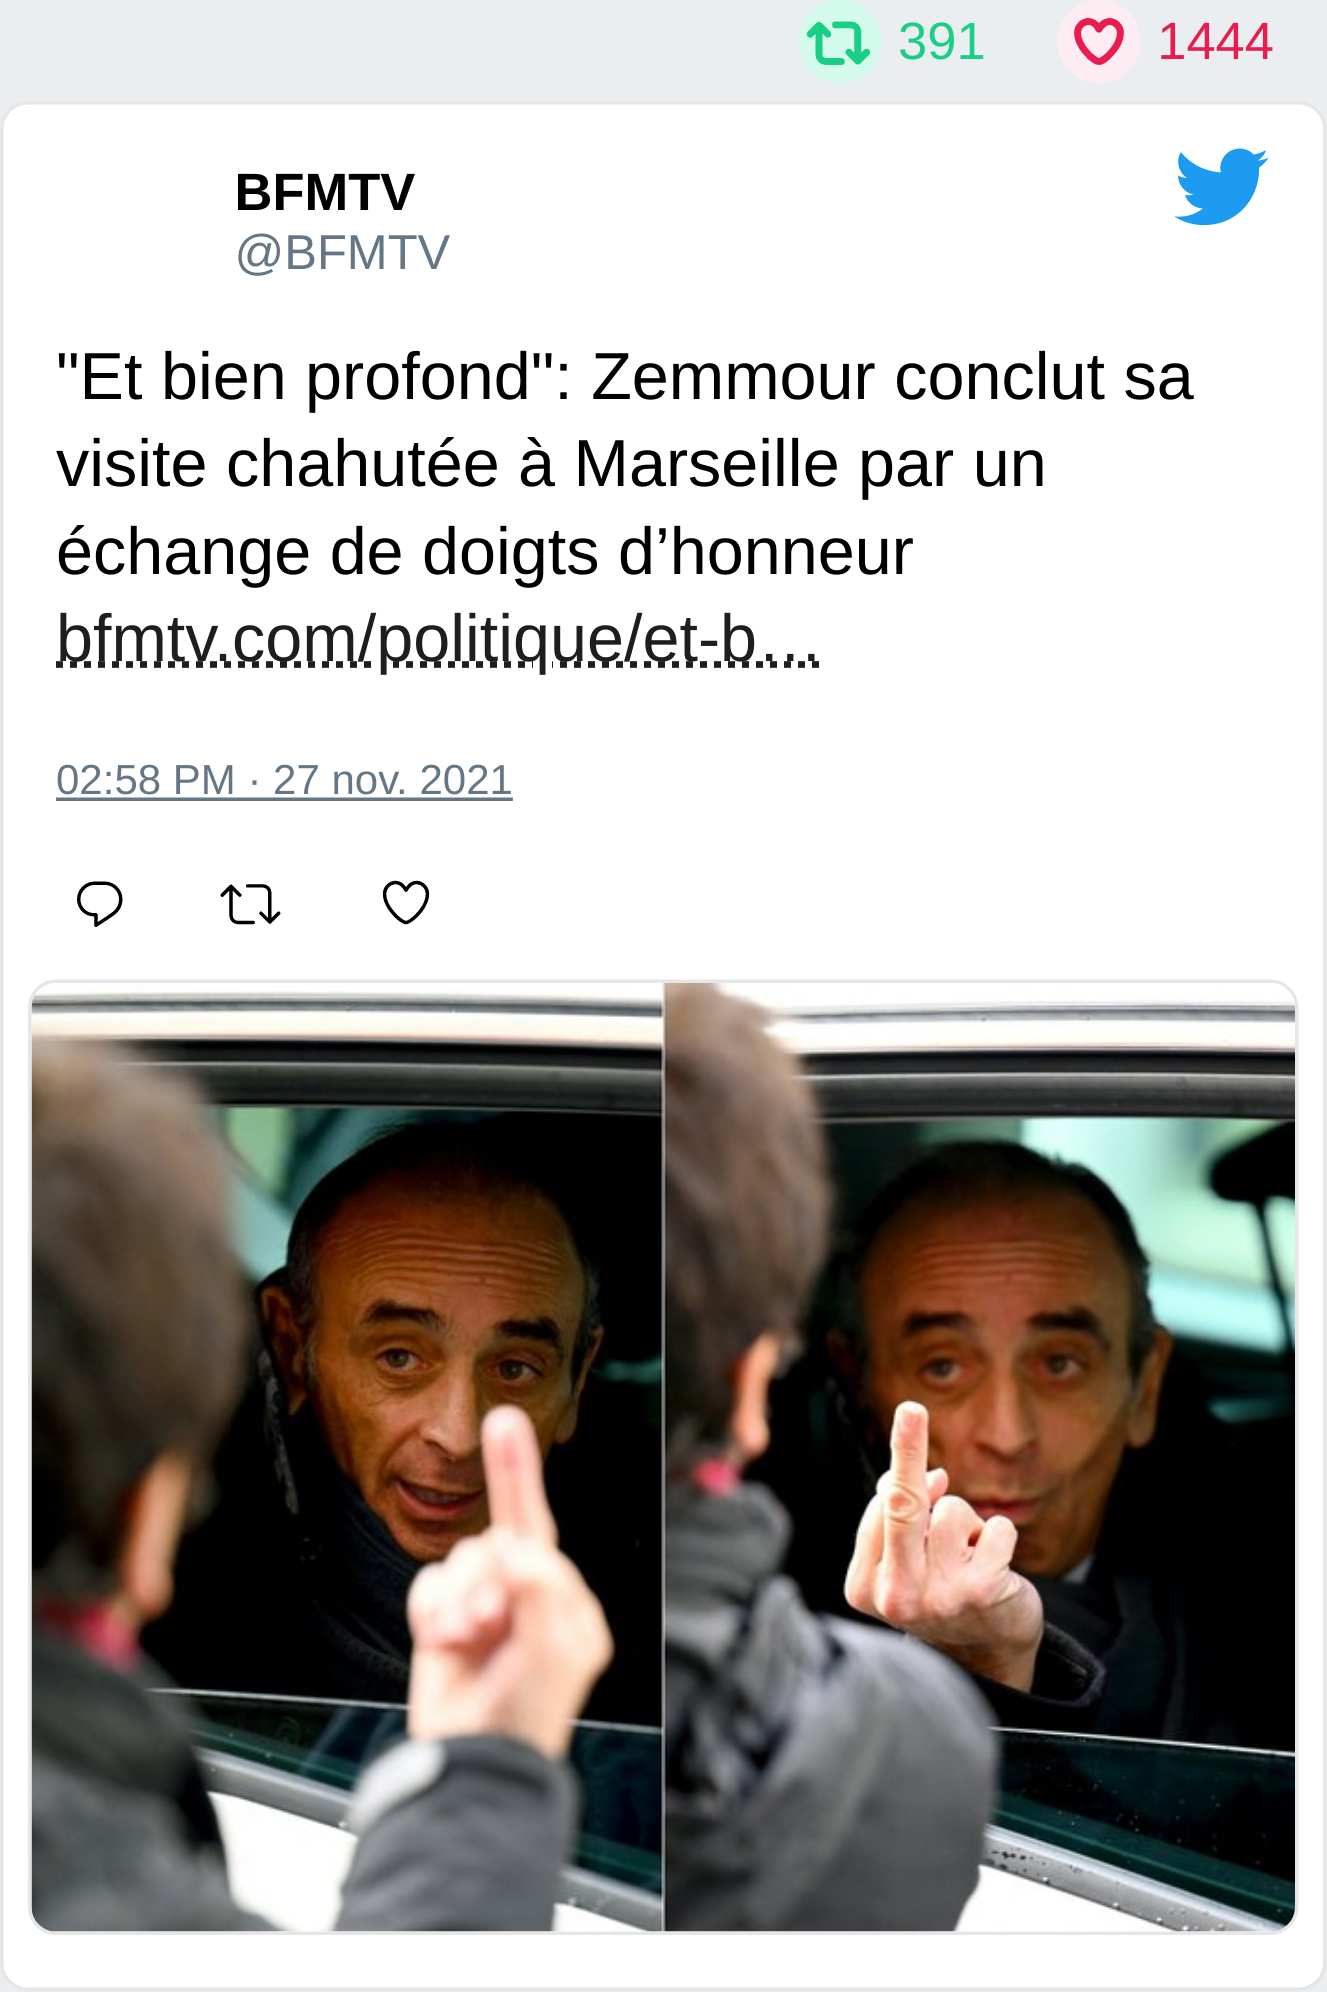 391 1444
BFMTV
@BFMTV
"Et bien profond": Zemmour conclut sa
visite chahutée à Marseille par un
échange de doigts d’honneur
bfmtv.com/politique/et-b…
02:58 PM · 27 nov. 2021